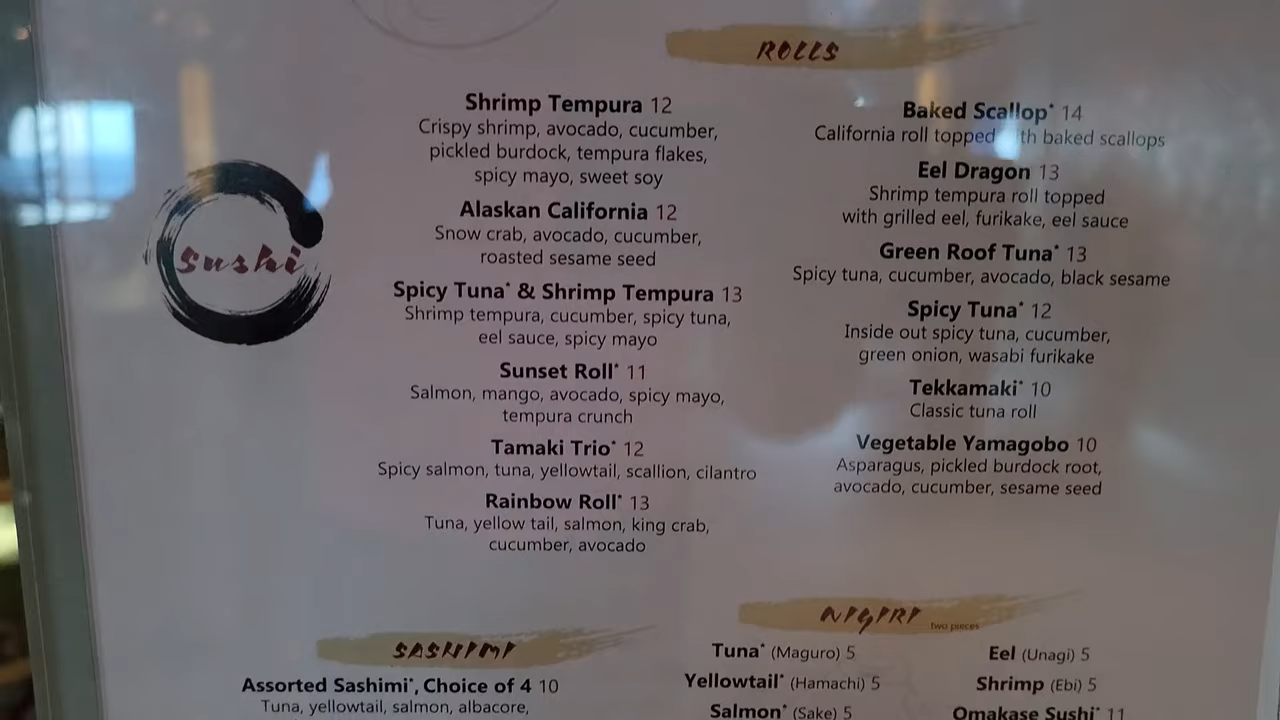 ROLLS
sushi
Shrimp Tempura 12
Crispy shrimp, avocado, cucumber,
pickled burdock, tempura flakes,
spicy mayo, sweet soy
Alaskan California 12
Snow crab, avocado, cucumber,
roasted sesame seed
Spicy Tuna* & Shrimp Tempura 13
Shrimp tempura, cucumber, spicy tuna,
eel sauce, spicy mayo
Sunset Roll* 11
Salmon, mango, avocado, spicy mayo,
tempura crunch
Tamaki Trio* 12
Spicy salmon, tuna, yellowtail, scallion, cilantro
Rainbow Roll* 13
Tuna, yellow tail, salmon, king crab,
cucumber, avocado
Baked Scallop* 14
California roll topped with baked scallops
Eel Dragon 13
Shrimp tempura roll topped
with grilled eel, furikake, eel sauce
Green Roof Tuna* 13
Spicy tuna, cucumber, avocado, black sesame
Spicy Tuna* 12
Inside out spicy tuna, cucumber,
green onion, wasabi furikake
Tekkamaki* 10
Classic tuna roll
Vegetable Yamagobo 10
Asparagus, pickled burdock root,
avocado, cucumber, sesame seed
SASHIMI
Assorted Sashimi*, Choice of 4 10
Tuna, yellowtail, salmon, albacore,
NIGIRI two pieces
Tuna* (Maguro) 5
Yellowtail* (Hamachi) 5
Salmon* (Sake) 5
Eel (Unagi) 5
Shrimp (Ebi) 5
Omakase Sushi* 11